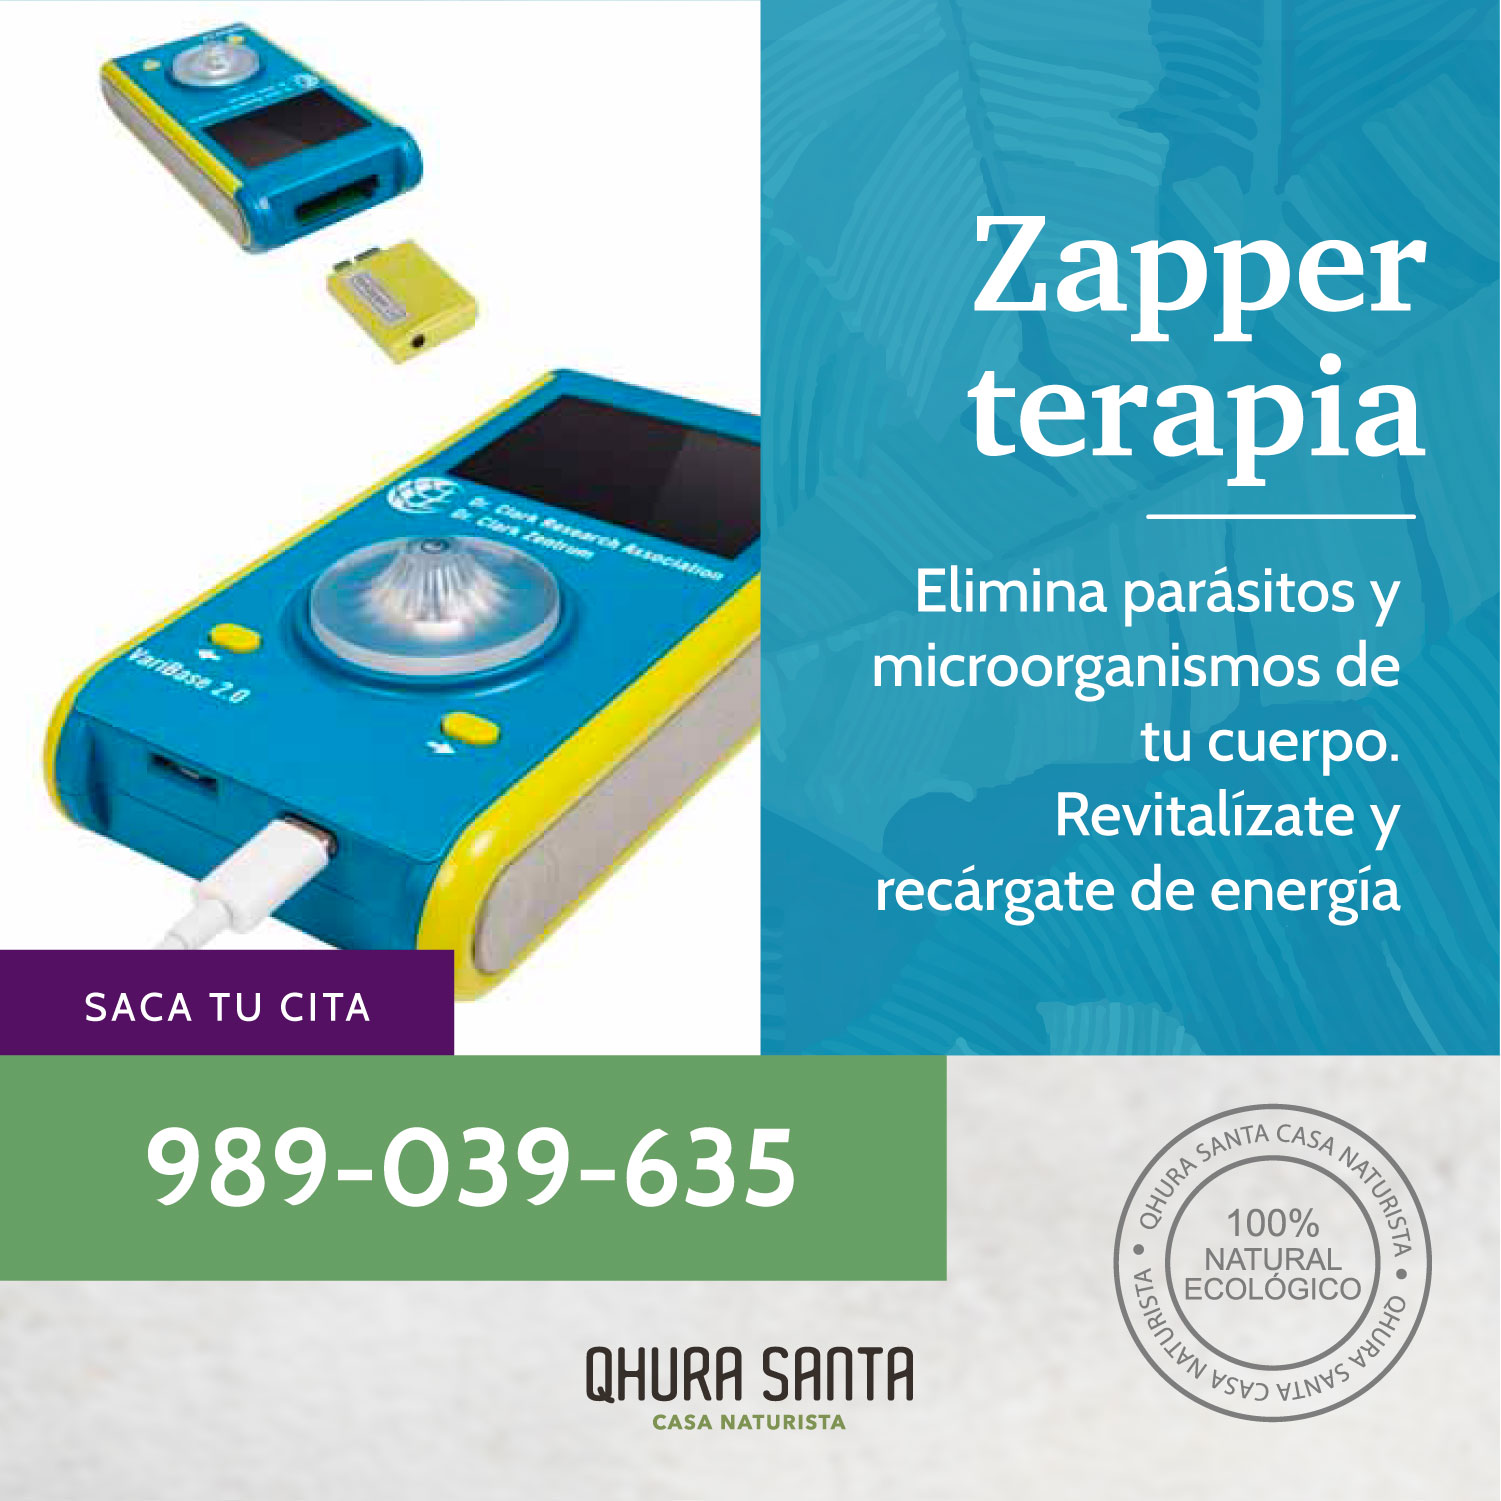 Zapper
terapia
Elimina parásitos y
microorganismos de
tu cuerpo.
Revitalízate y
recárgate de energía
Dr. Clark Research Association
Dr. Clark Zentrum
VariBase 2.0
SACA TU CITA
989-039-635
QHURA SANTA CASA NATURISTA • QHURA SANTA CASA NATURISTA •
100%
NATURAL
ECOLÓGICO
QHURA SANTA
CASA NATURISTA